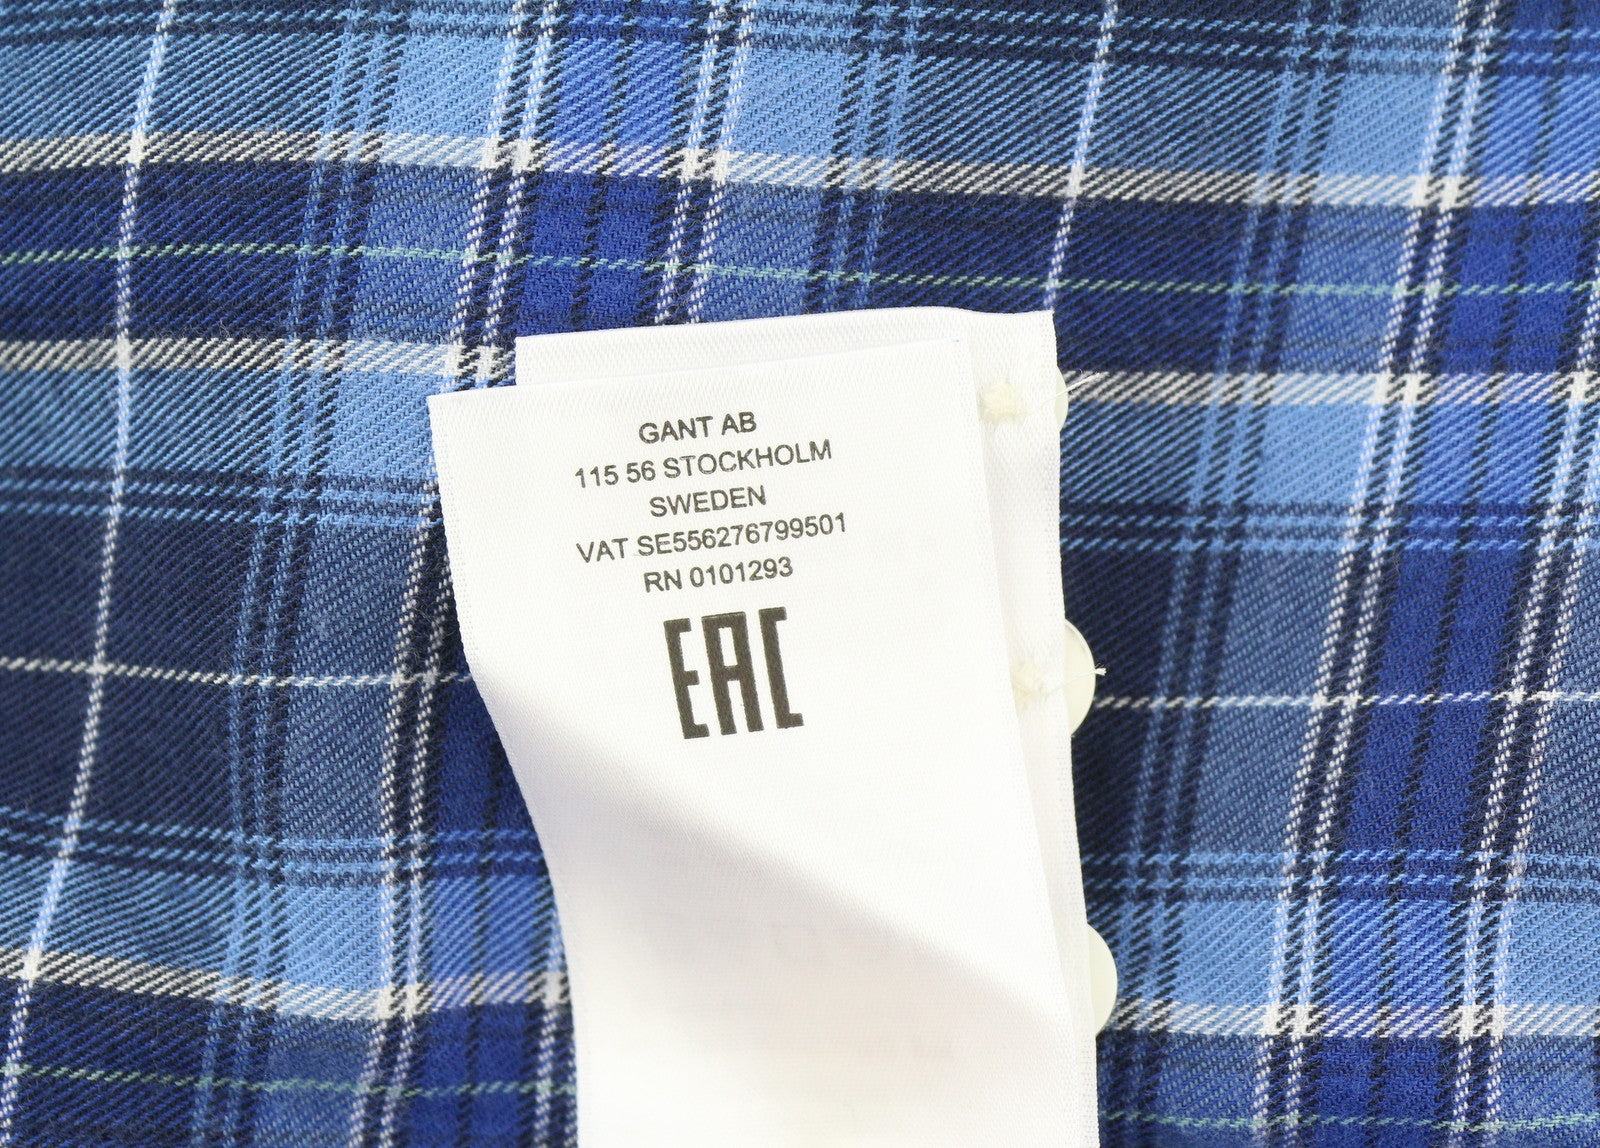 GANT AB
115 56 STOCKHOLM
SWEDEN
VAT SE556276799501
RN 0101293
EAC